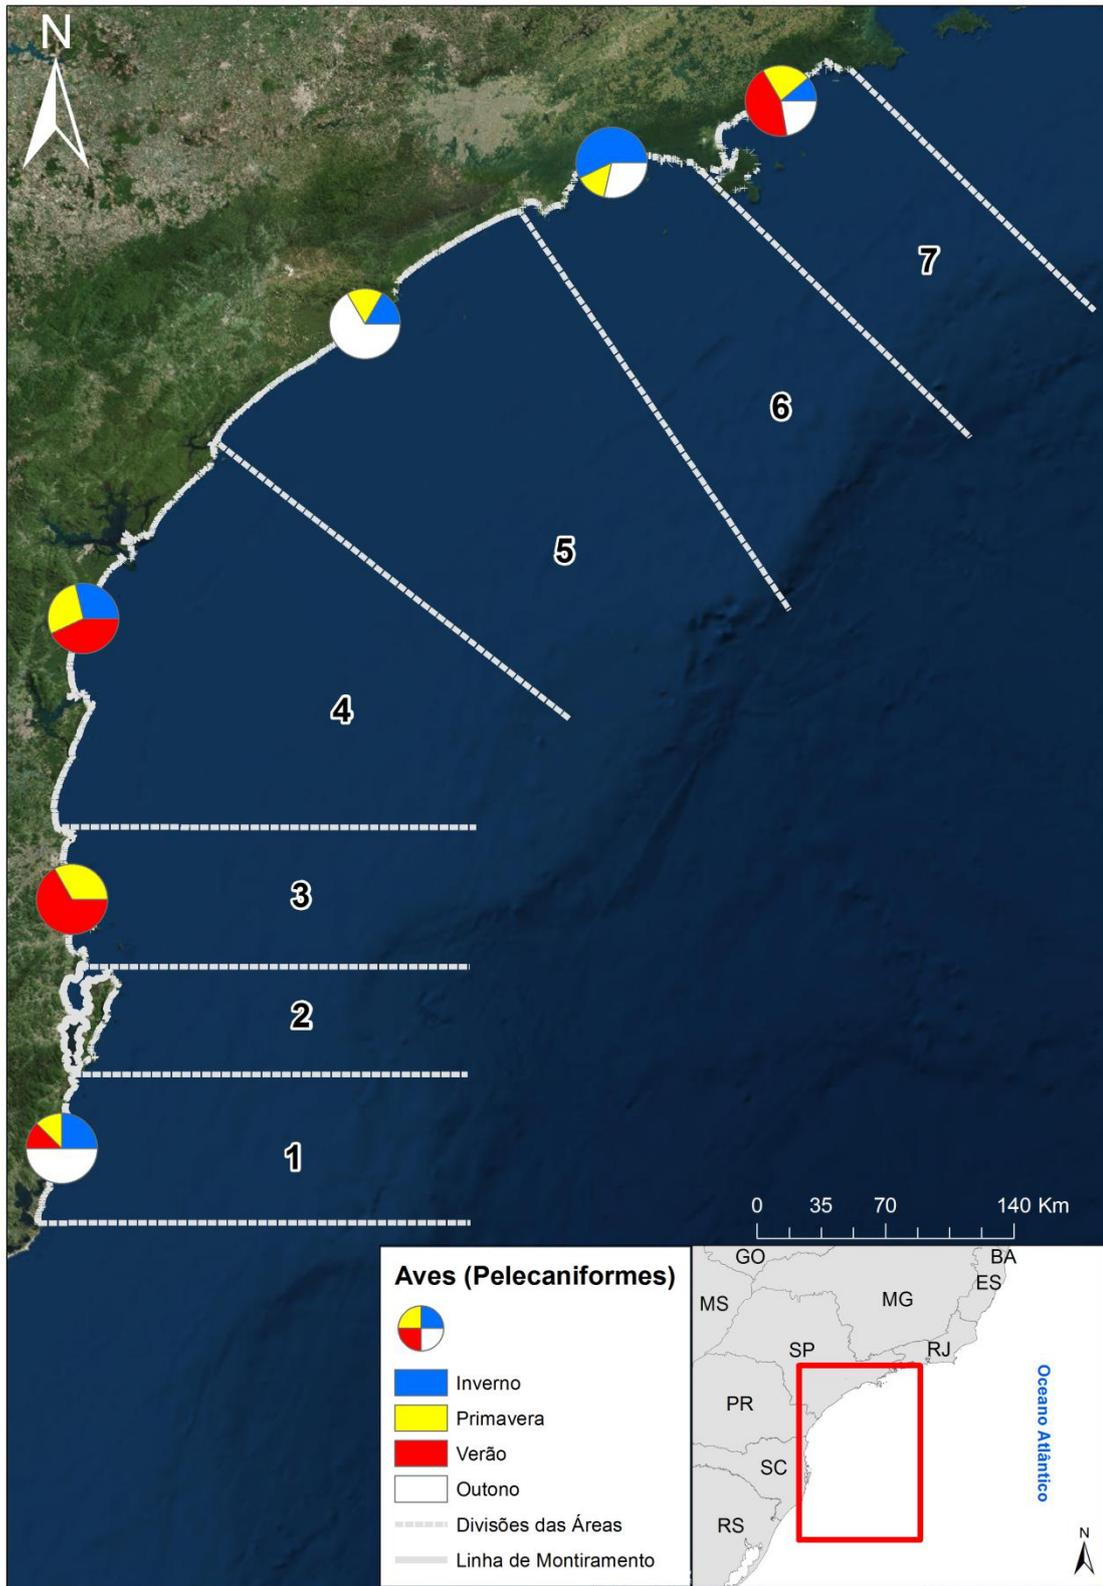 N
7
6
5
4
3
2
1
0 35 70 140 Km
Aves (Pelecaniformes)
Inverno
Primavera
Verão
Outono
Divisões das Áreas
Linha de Montiramento
GO
BA
ES
MS
MG
SP
RJ
PR
SC
RS
Oceano Atlântico
N